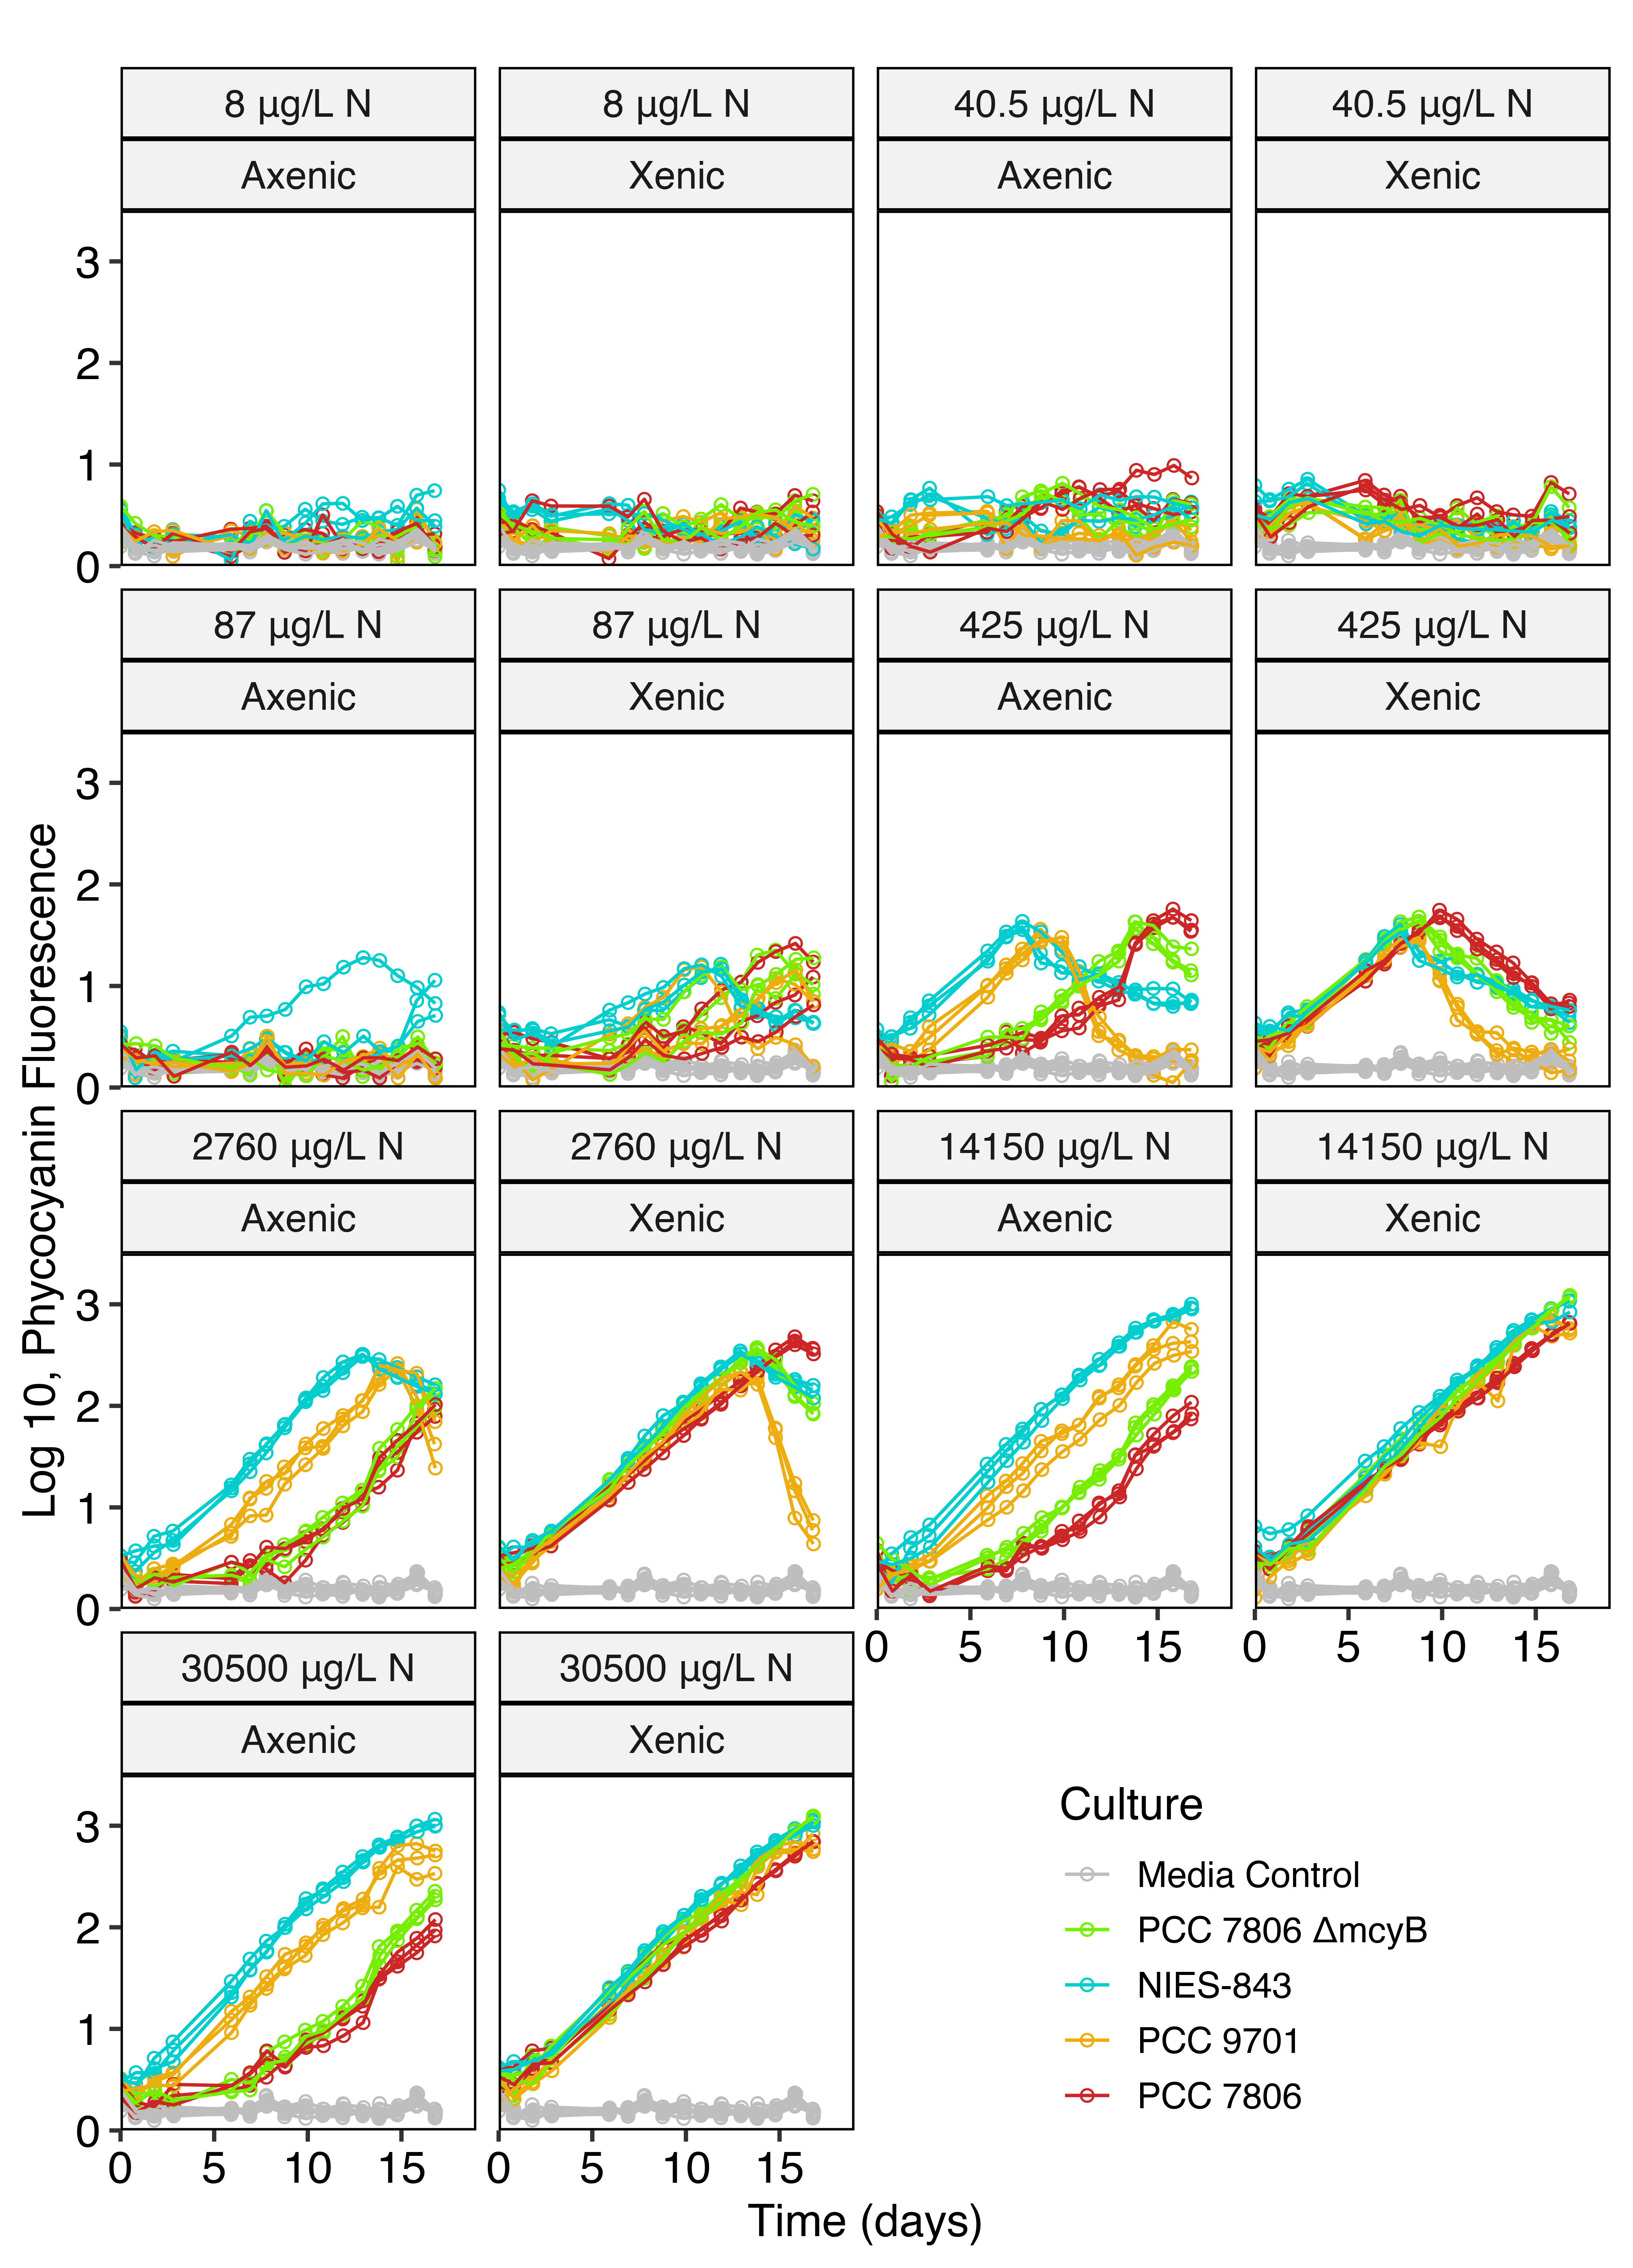 8 µg/L N
8 µg/L N
40.5 µg/L N
40.5 µg/L N
Axenic
Xenic
Axenic
Xenic
3
2
1
0
87 µg/L N
87 µg/L N
425 µg/L N
425 µg/L N
Axenic
Xenic
Axenic
Xenic
3
2
1
0
Log 10, Phycocyanin Fluorescence
2760 µg/L N
2760 µg/L N
14150 µg/L N
14150 µg/L N
Axenic
Xenic
Axenic
Xenic
3
2
1
0
0 5 10 15
0 5 10 15
30500 µg/L N
30500 µg/L N
Axenic
Xenic
3
2
1
0
0 5 10 15
0 5 10 15
Time (days)
Culture
Media Control
PCC 7806 ΔmcyB
NIES-843
PCC 9701
PCC 7806